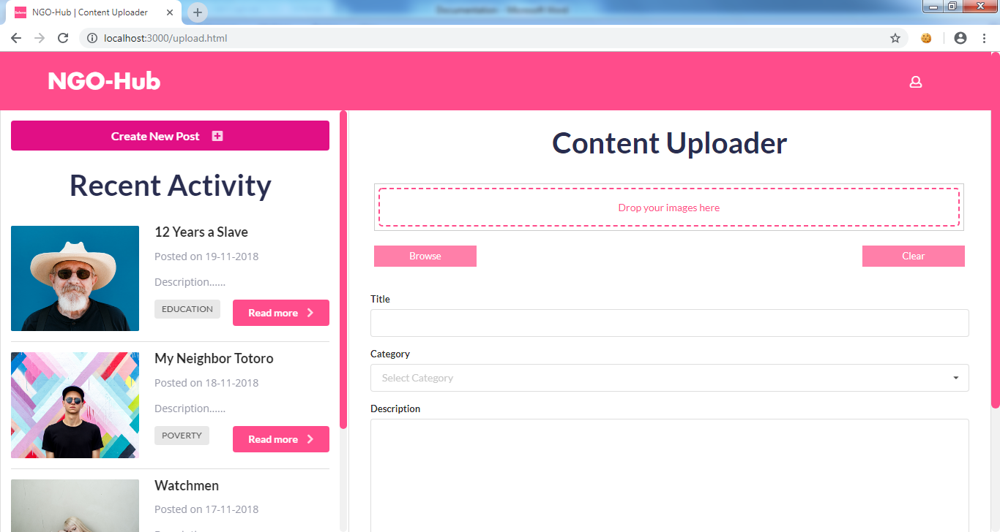 NGO-Hub | Content Uploader
Documentation - Microsoft Word
localhost:3000/upload.html
NGO-Hub
Create New Post
Recent Activity
12 Years a Slave
Posted on 19-11-2018
Description......
EDUCATION
Read more
My Neighbor Totoro
Posted on 18-11-2018
Description......
POVERTY
Read more
Watchmen
Posted on 17-11-2018
Content Uploader
Drop your images here
Browse
Clear
Title
Category
Select Category
Description